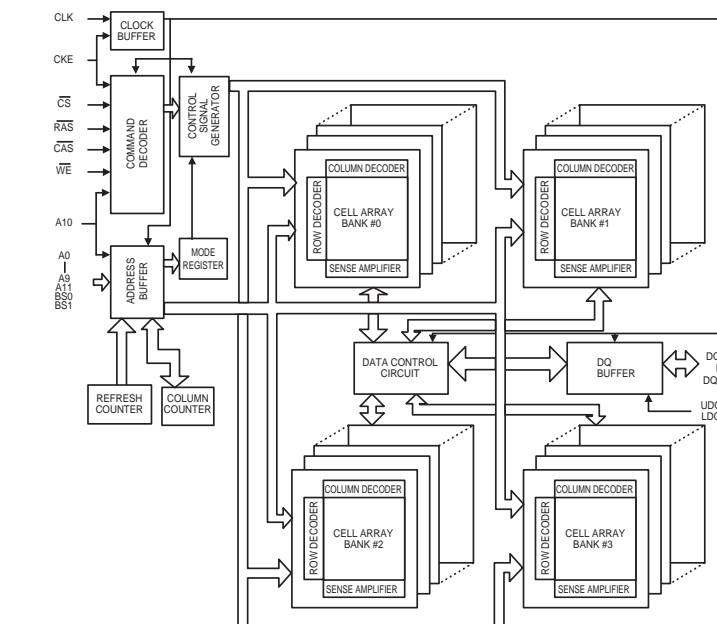 CLK
CLOCK
BUFFER
CKE
CS
RAS
CAS
WE
COMMAND
DECODER
CONTROL
SIGNAL
GENERATOR
A10
A0
A9
A11
BS0
BS1
ADDRESS
BUFFER
MODE
REGISTER
REFRESH
COUNTER
COLUMN
COUNTER
COLUMN DECODER
ROW DECODER
CELL ARRAY
BANK #0
SENSE AMPLIFIER
COLUMN DECODER
ROW DECODER
CELL ARRAY
BANK #1
SENSE AMPLIFIER
DATA CONTROL
CIRCUIT
DQ
BUFFER
DQ
UDQ
LDQ
COLUMN DECODER
ROW DECODER
CELL ARRAY
BANK #2
SENSE AMPLIFIER
COLUMN DECODER
ROW DECODER
CELL ARRAY
BANK #3
SENSE AMPLIFIER